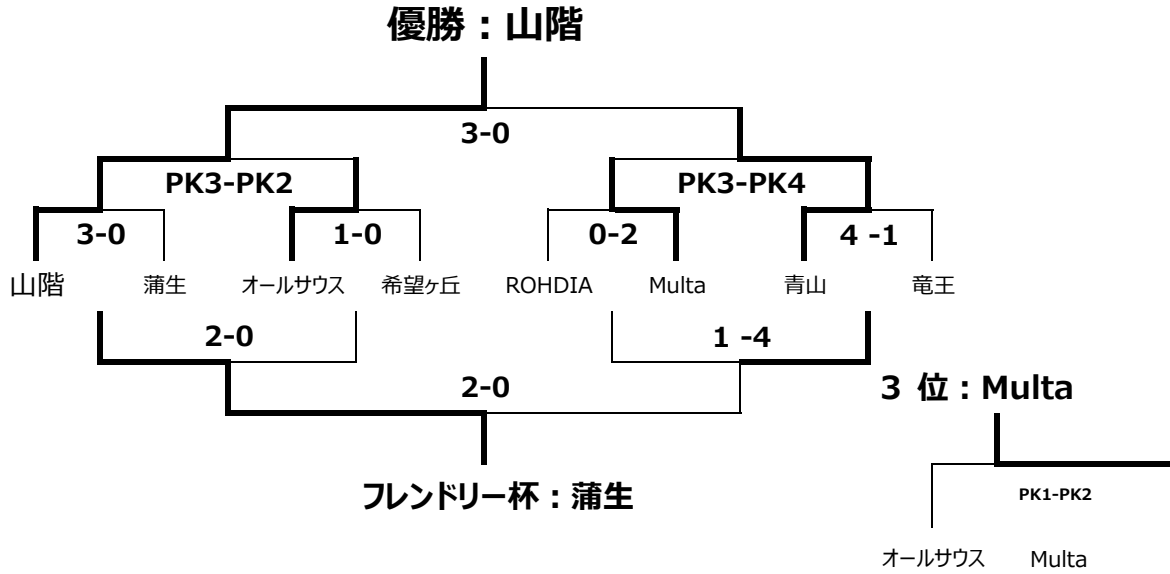 優勝：山階
3-0
PK3-PK2 PK3-PK4
3-0 1-0 0-2 4 -1
山階 蒲生 オールサウス 希望ヶ丘 ROHDIA Multa 青山 竜王
2-0 1 -4
2-0
3 位：Multa
フレンドリー杯：蒲生
PK1-PK2
オールサウス Multa